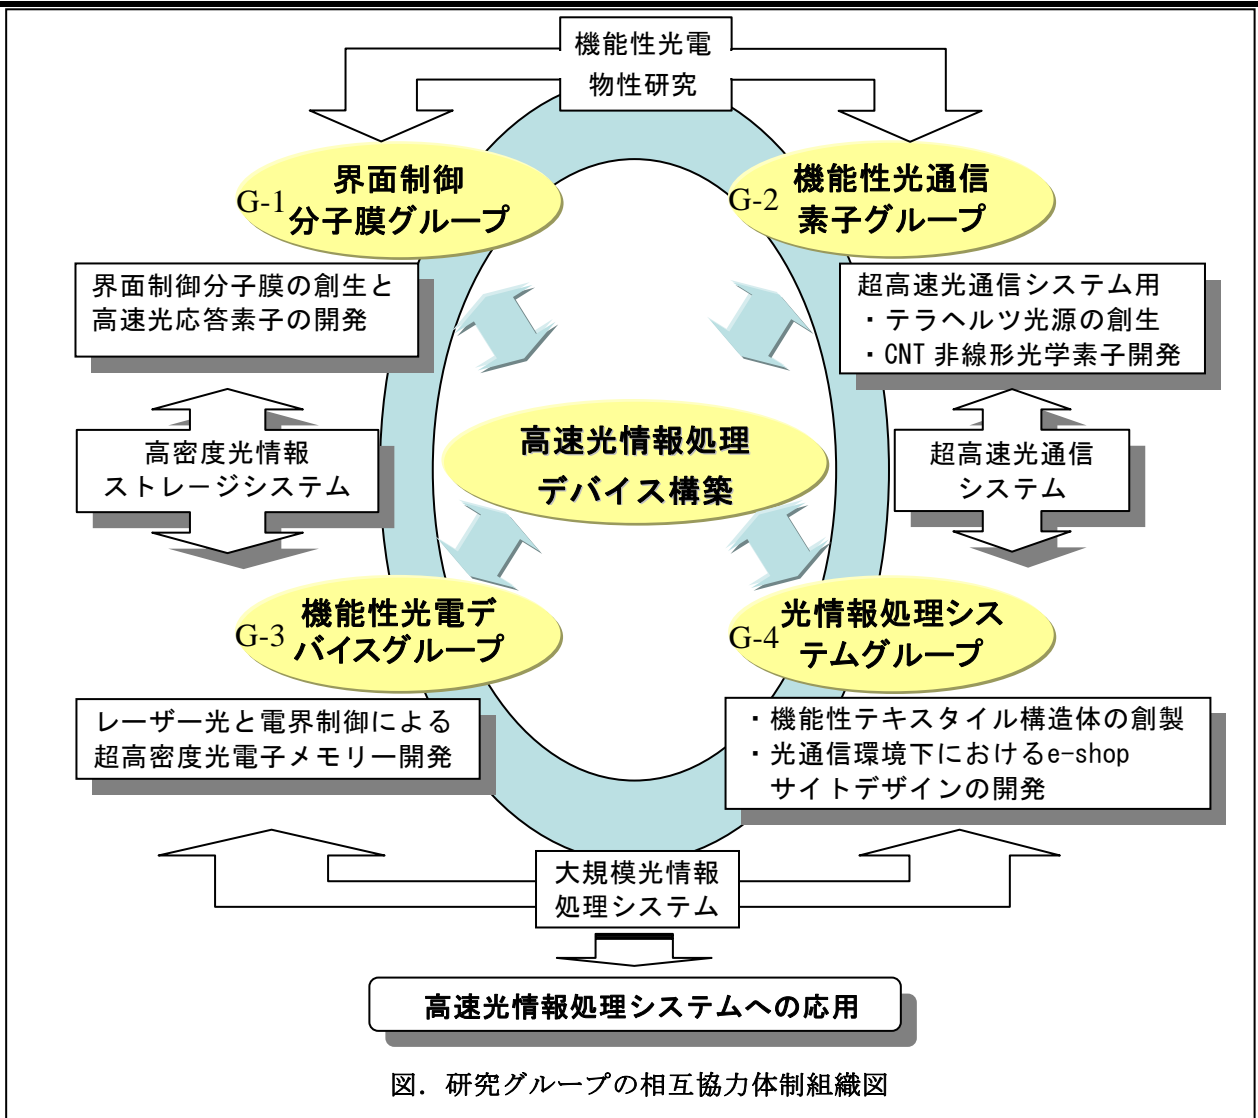 機能性光電
物性研究
G-1
界面制御
分子膜グループ
G-2
機能性光通信
素子グループ
界面制御分子膜の創生と
高速光応答素子の開発
超高速光通信システム用
・テラヘルツ光源の創生
・CNT 非線形光学素子開発
高密度光情報
ストレージシステム
高速光情報処理
デバイス構築
超高速光通信
システム
G-3
機能性光電デ
バイスグループ
G-4
光情報処理シス
テムグループ
レーザー光と電界制御による
超高密度光電子メモリー開発
・機能性テキスタイル構造体の創製
・光通信環境下におけるe-shop
サイトデザインの開発
大規模光情報
処理システム
高速光情報処理システムへの応用
図．研究グループの相互協力体制組織図